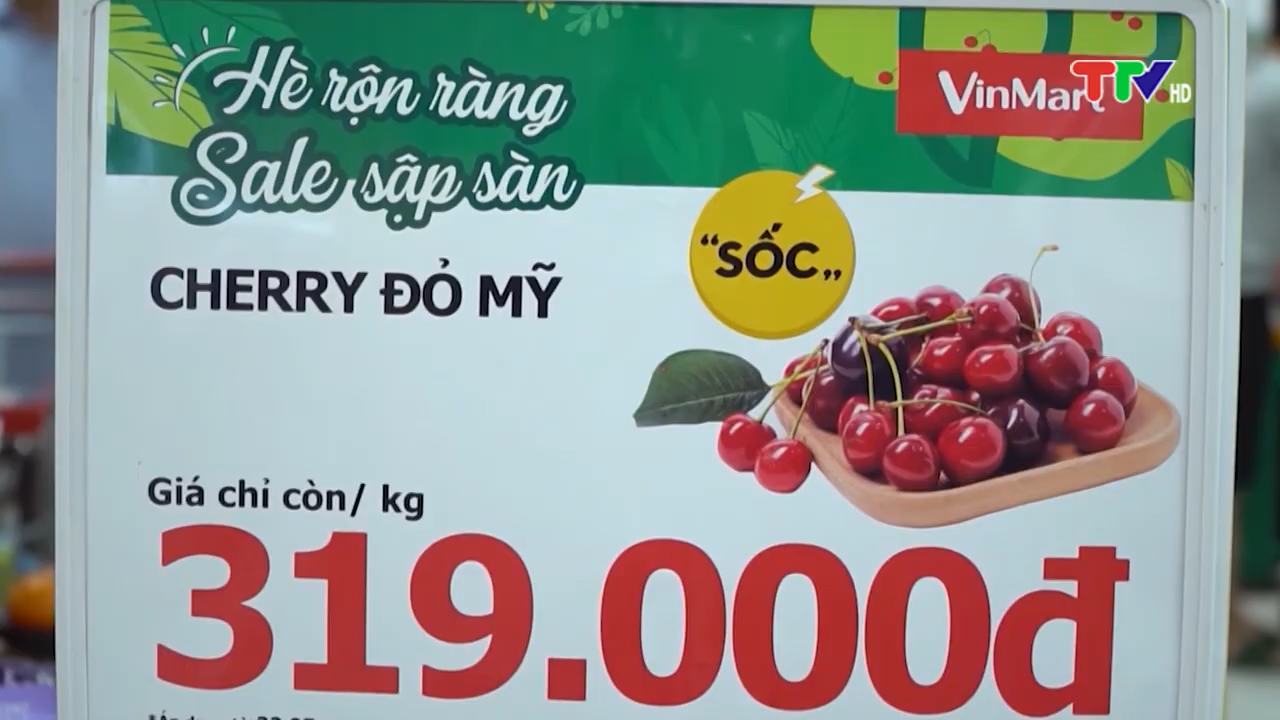 Hè rộn ràng
Sale sập sàn
VinMart
TTV HD
"SỐC"
CHERRY ĐỎ MỸ
Giá chỉ còn/ kg
319.000đ